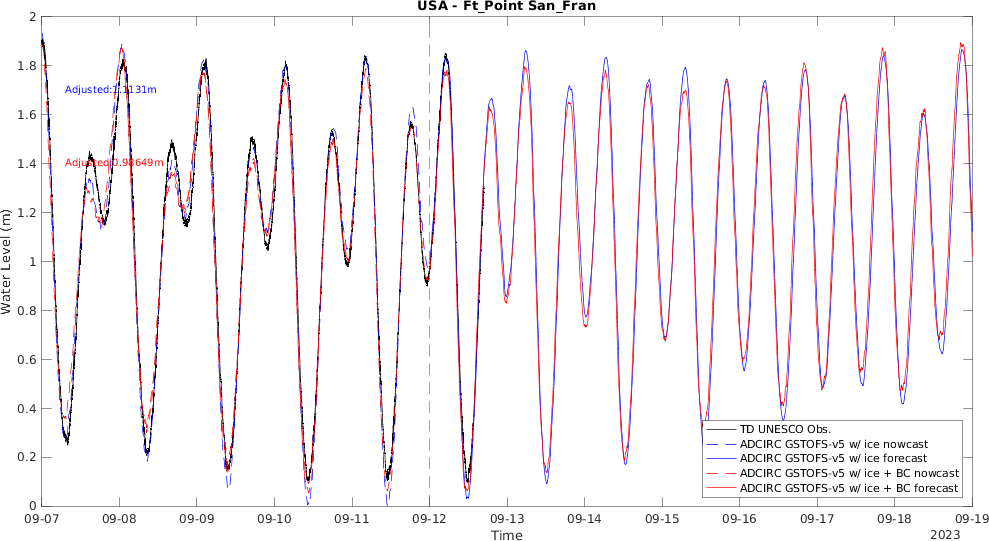 USA - Ft_Point San_Fran
2
1.8
1.6
1.4
1.2
1
0.8
0.6
0.4
0.2
0
Water Level (m)
Adjusted:1.1131m
Adjusted:0.98649m
TD UNESCO Obs.
ADCIRC GSTOFS-v5 w/ ice nowcast
ADCIRC GSTOFS-v5 w/ ice forecast
ADCIRC GSTOFS-v5 w/ ice + BC nowcast
ADCIRC GSTOFS-v5 w/ ice + BC forecast
09-07 09-08 09-09 09-10 09-11 09-12 09-13 09-14 09-15 09-16 09-17 09-18 09-19
Time
2023